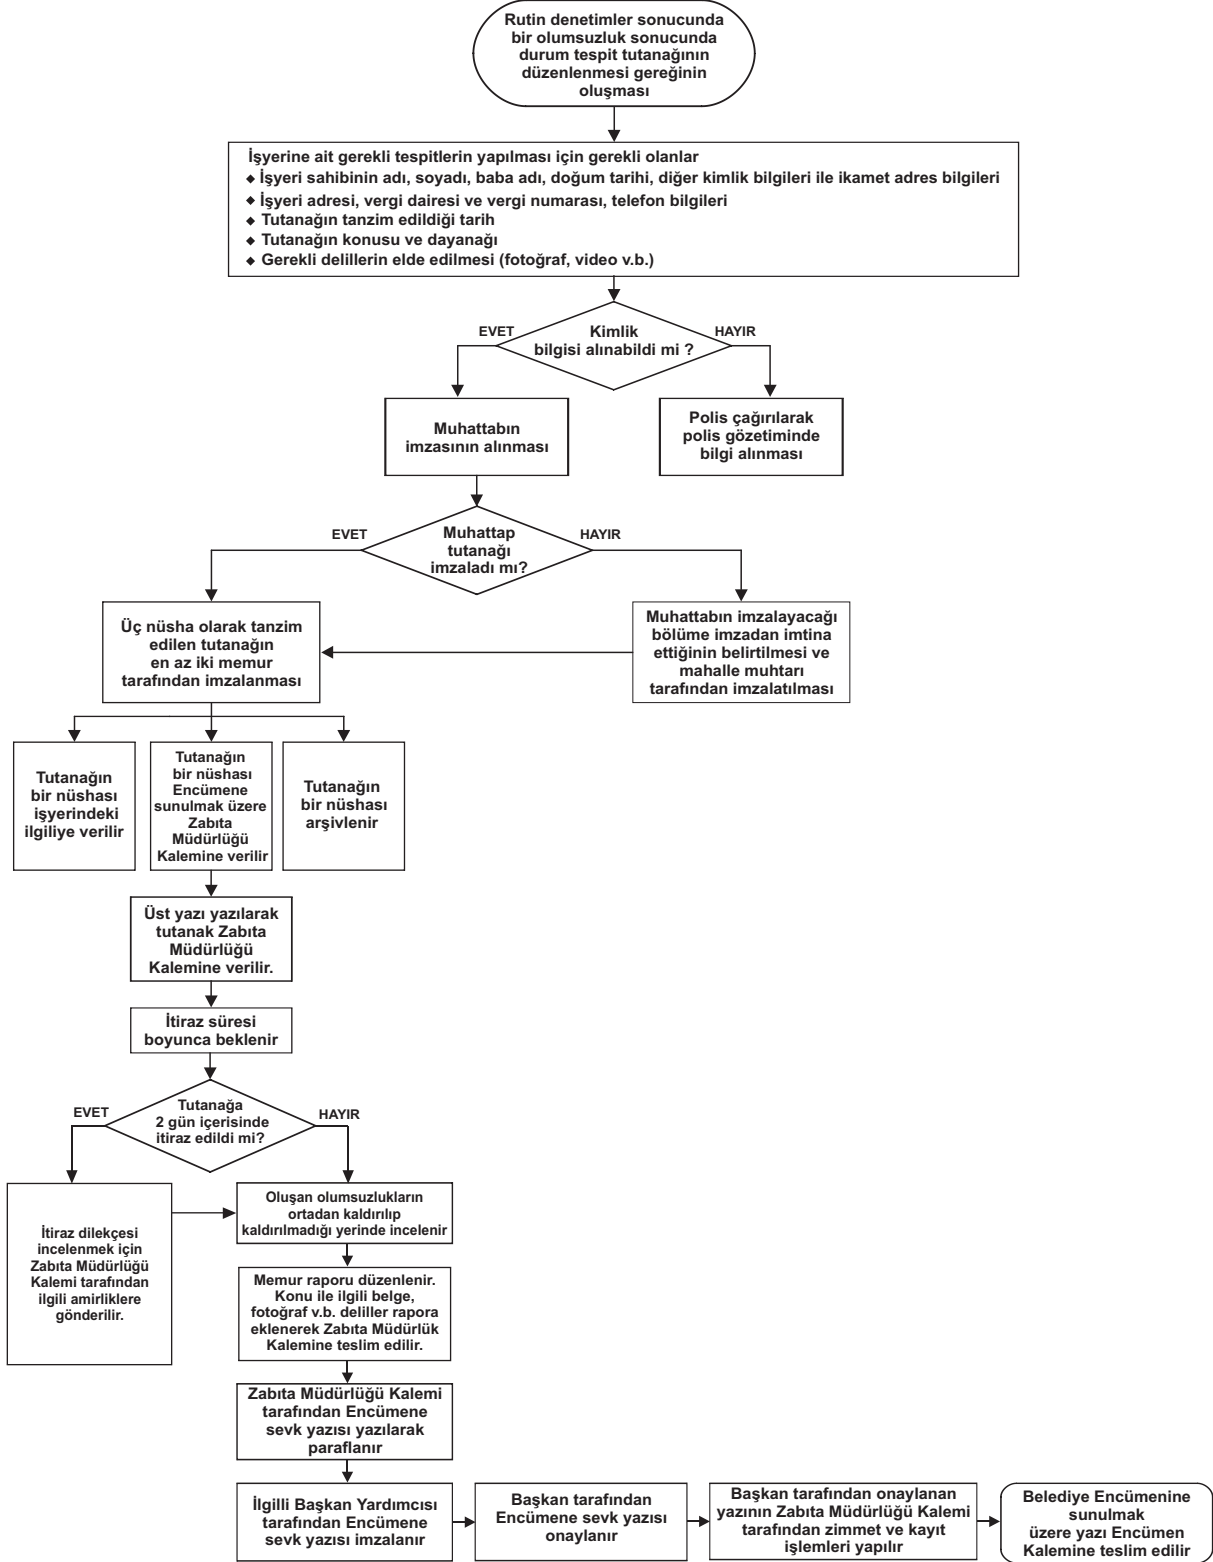 Rutin denetimler sonucunda
bir olumsuzluk sonucunda
durum tespit tutanağının
düzenlenmesi gereğinin
oluşması
İşyerine ait gerekli tespitlerin yapılması için gerekli olanlar
◆ İşyeri sahibinin adı, soyadı, baba adı, doğum tarihi, diğer kimlik bilgileri ile ikamet adres bilgileri
◆ İşyeri adresi, vergi dairesi ve vergi numarası, telefon bilgileri
◆ Tutanağın tanzim edildiği tarih
◆ Tutanağın konusu ve dayanağı
◆ Gerekli delillerin elde edilmesi (fotoğraf, video v.b.)
EVET
Kimlik
bilgisi alınabildi mi ?
HAYIR
Muhattabın
imzasının alınması
Polis çağırılarak
polis gözetiminde
bilgi alınması
EVET
Muhattap
tutanağı
imzaladı mı?
HAYIR
Üç nüsha olarak tanzim
edilen tutanağın
en az iki memur
tarafından imzalanması
Muhattabın imzalayacağı
bölüme imzadan imtina
ettiğinin belirtilmesi ve
mahalle muhtarı
tarafından imzalatılması
Tutanağın
bir nüshası
işyerindeki
ilgiliye verilir
Tutanağın
bir nüshası
Encümene
sunulmak üzere
Zabıta
Müdürlüğü
Kalemine verilir
Tutanağın
bir nüshası
arşivlenir
Üst yazı yazılarak
tutanak Zabıta
Müdürlüğü
Kalemine verilir.
İtiraz süresi
boyunca beklenir
EVET
Tutanağa
2 gün içerisinde
itiraz edildi mi?
HAYIR
İtiraz dilekçesi
incelenmek için
Zabıta Müdürlüğü
Kalemi tarafından
ilgili amirliklere
gönderilir.
Oluşan olumsuzlukların
ortadan kaldırılıp
kaldırılmadığı yerinde incelenir
Memur raporu düzenlenir.
Konu ile ilgili belge,
fotoğraf v.b. deliller rapora
eklenerek Zabıta Müdürlük
Kalemine teslim edilir.
Zabıta Müdürlüğü Kalemi
tarafından Encümene
sevk yazısı yazılarak
paraflanır
İlgilli Başkan Yardımcısı
tarafından Encümene
sevk yazısı imzalanır
Başkan tarafından
Encümene sevk yazısı
onaylanır
Başkan tarafından onaylanan
yazının Zabıta Müdürlüğü Kalemi
tarafından zimmet ve kayıt
işlemleri yapılır
Belediye Encümenine
sunulmak
üzere yazı Encümen
Kalemine teslim edilir